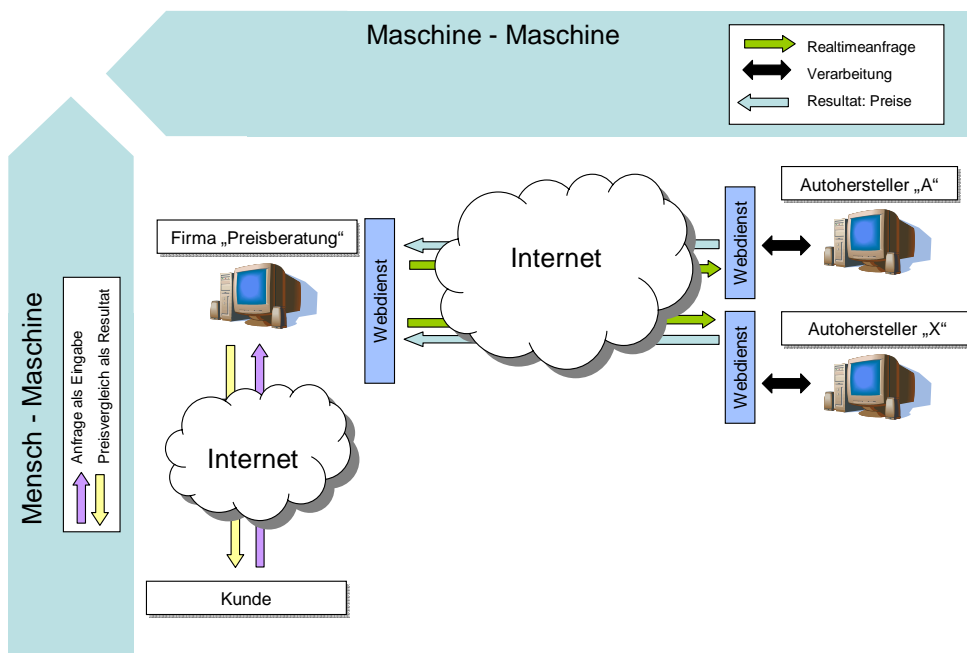 Maschine - Maschine
Realtimeanfrage
Verarbeitung
Resultat: Preise
Mensch - Maschine
Anfrage als Eingabe
Preisvergleich als Resultat
Firma „Preisberatung“
Webdienst
Internet
Webdienst
Autohersteller „A“
Webdienst
Autohersteller „X“
Internet
Kunde